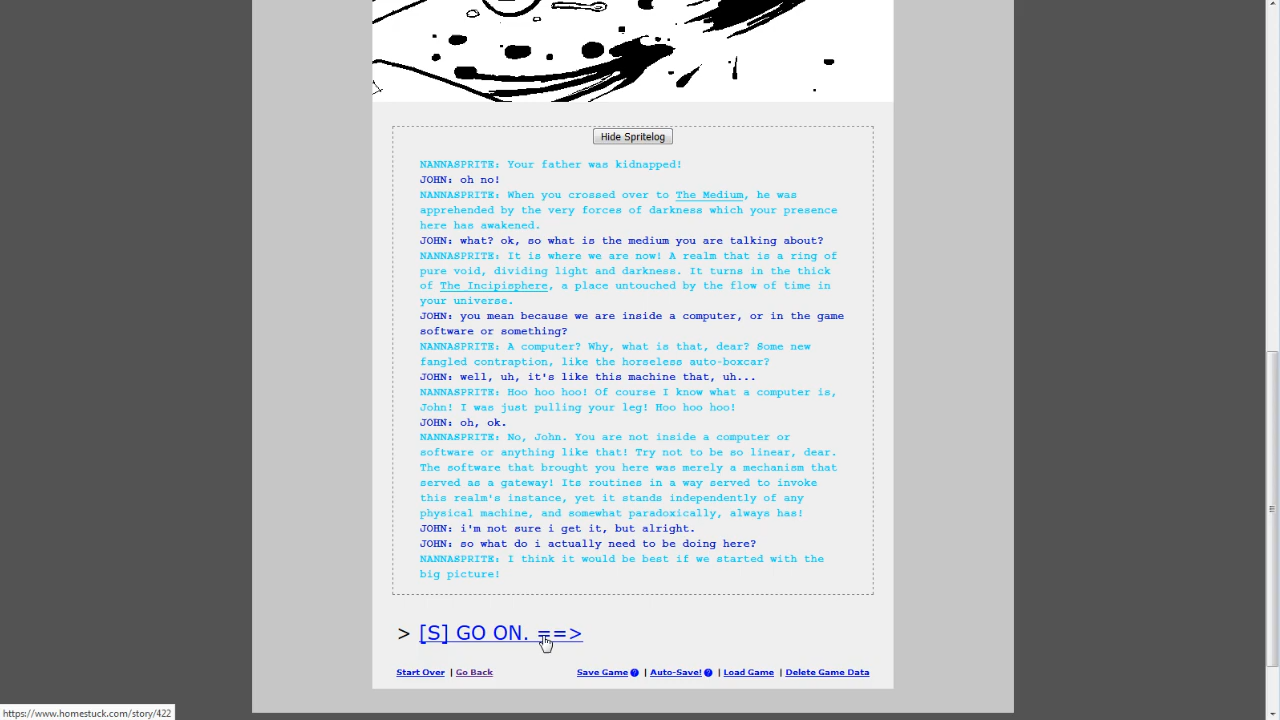 Hide Spritelog
NANNASPRITE: Your father was kidnapped!
JOHN: oh no!
NANNASPRITE: When you crossed over to The Medium, he was
apprehended by the very forces of darkness which your presence
here has awakened.
JOHN: what? ok, so what is the medium you are talking about?
NANNASPRITE: It is where we are now! A realm that is a ring of
pure void, dividing light and darkness. It turns in the thick
of The Incipisphere, a place untouched by the flow of time in
your universe.
JOHN: you mean because we are inside a computer, or in the game
software or something?
NANNASPRITE: A computer? Why, what is that, dear? Some new
fangled contraption, like the horseless auto-boxcar?
JOHN: well, uh, it's like this machine that, uh...
NANNASPRITE: Hoo hoo hoo! Of course I know what a computer is,
John! I was just pulling your leg! Hoo hoo hoo!
JOHN: oh, ok.
NANNASPRITE: No, John. You are not inside a computer or
software or anything like that! Try not to be so linear, dear.
The software that brought you here was merely a mechanism that
served as a gateway! Its routines in a way served to invoke
this realm's instance, yet it stands independently of any
physical machine, and somewhat paradoxically, always has!
JOHN: i'm not sure i get it, but alright.
JOHN: so what do i actually need to be doing here?
NANNASPRITE: I think it would be best if we started with the
big picture!
> [S] GO ON. ==>
Start Over | Go Back Save Game ? | Auto-Save! ? | Load Game | Delete Game Data
https://www.homestuck.com/story/422